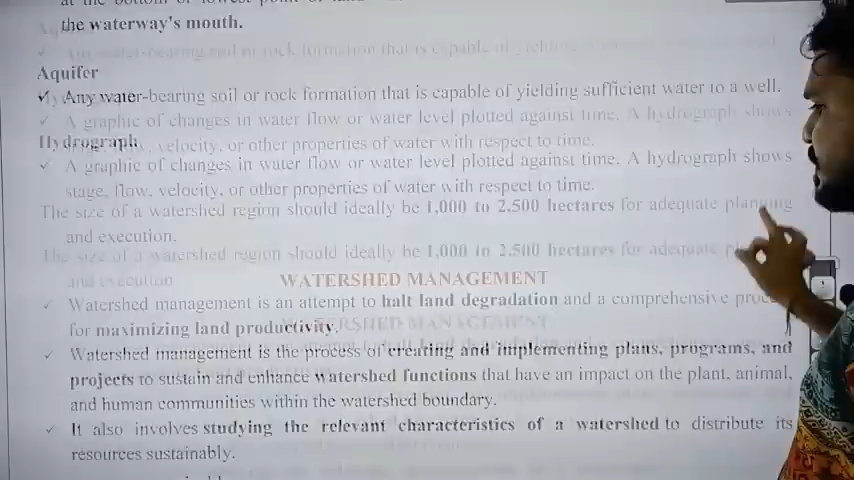 the waterway's mouth.
Aquifer
✓ Any water-bearing soil or rock formation that is capable of yielding sufficient water to a well.
Hydrograph
✓ A graphic of changes in water flow or water level plotted against time. A hydrograph shows
stage, flow, velocity, or other properties of water with respect to time.
The size of a watershed region should ideally be 1,000 to 2,500 hectares for adequate planning
and execution.
WATERSHED MANAGEMENT
✓ Watershed management is an attempt to halt land degradation and a comprehensive
for maximizing land productivity.
✓ Watershed management is the process of creating and implementing plans, programs, and
projects to sustain and enhance watershed functions that have an impact on the plant, animal,
and human communities within the watershed boundary.
✓ It also involves studying the relevant characteristics of a watershed to distribute its
resources sustainably.